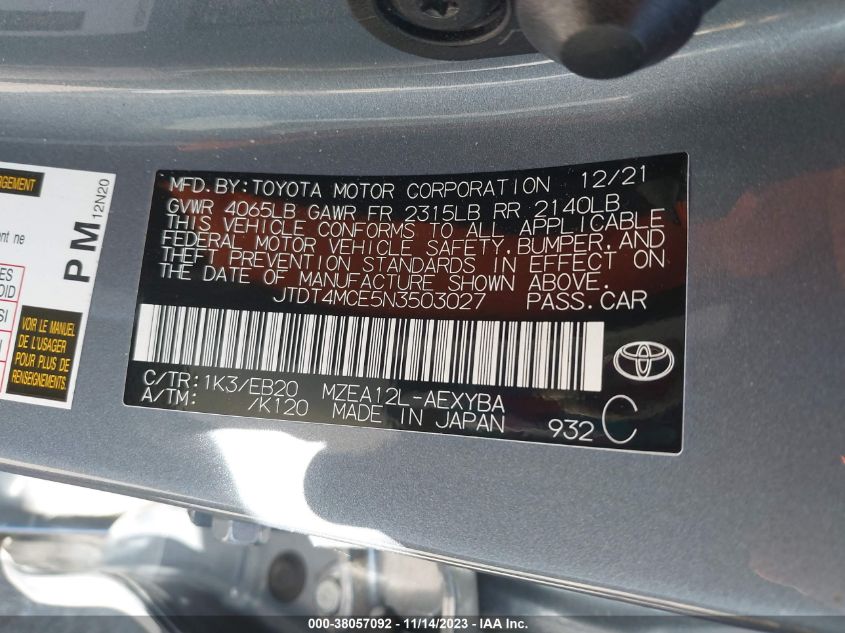 MFD.BY:TOYOTA MOTOR CORPORATION 12/21
GVWR 4065LB GAWR FR 2315LB RR 2140LB
THIS VEHICLE CONFORMS TO ALL APPLICABLE
FEDERAL MOTOR VEHICLE SAFETY, BUMPER, AND
THEFT PREVENTION STANDARDS IN EFFECT ON
THE DATE OF MANUFACTURE SHOWN ABOVE.
JTDT4MCE5N3503027 PASS.CAR
C/TR:1K3/EB20 MZEA12L-AEXYBA
A/TM: /K120 MADE IN JAPAN 932 C
PM 12N20
ent ne
LE MANUEL
DE L'USAGER
POUR PLUS DE
RENSEIGNEMENTS
000-38057092 - 11/14/2023 - IAA Inc.